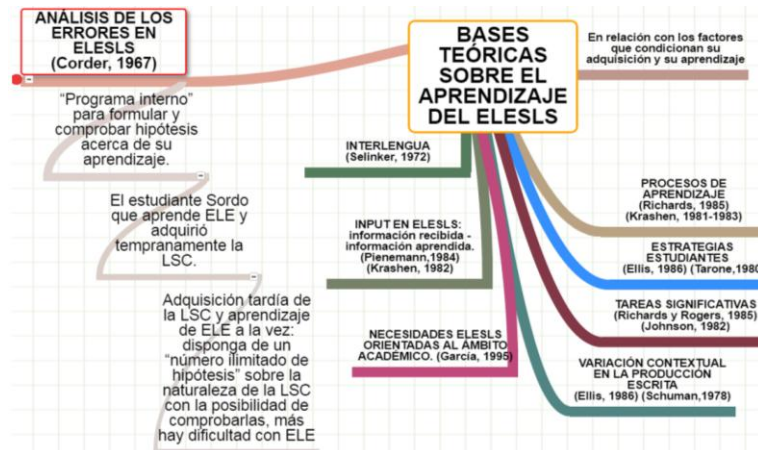 ANÁLISIS DE LOS
ERRORES EN
ELESLS
(Corder, 1967)
"Programa interno"
para formular y
comprobar hipótesis
acerca de su
aprendizaje.
El estudiante Sordo
que aprende ELE y
adquirió
tempranamente la
LSC.
Adquisición tardía de
la LSC y aprendizaje
de ELE a la vez:
disponga de un
"número ilimitado de
hipótesis" sobre la
naturaleza de la LSC
con la posibilidad de
comprobarlas, más
hay dificultad con ELE
BASES
TEÓRICAS
SOBRE EL
APRENDIZAJE
DEL ELESLS
En relación con los factores
que condicionan su
adquisición y su aprendizaje
INTERLENGUA
(Selinker, 1972)
INPUT EN ELESLS:
información recibida -
información aprendida.
(Pienemann,1984)
(Krashen, 1982)
NECESIDADES ELESLS
ORIENTADAS AL ÁMBITO
ACADÉMICO. (García, 1995)
PROCESOS DE
APRENDIZAJE
(Richards, 1985)
(Krashen, 1981-1983)
ESTRATEGIAS
ESTUDIANTES
(Ellis, 1986) (Tarone,1980
TAREAS SIGNIFICATIVAS
(Richards y Rogers, 1985)
(Johnson, 1982)
VARIACIÓN CONTEXTUAL
EN LA PRODUCCIÓN
ESCRITA
(Ellis, 1986) (Schuman,1978)